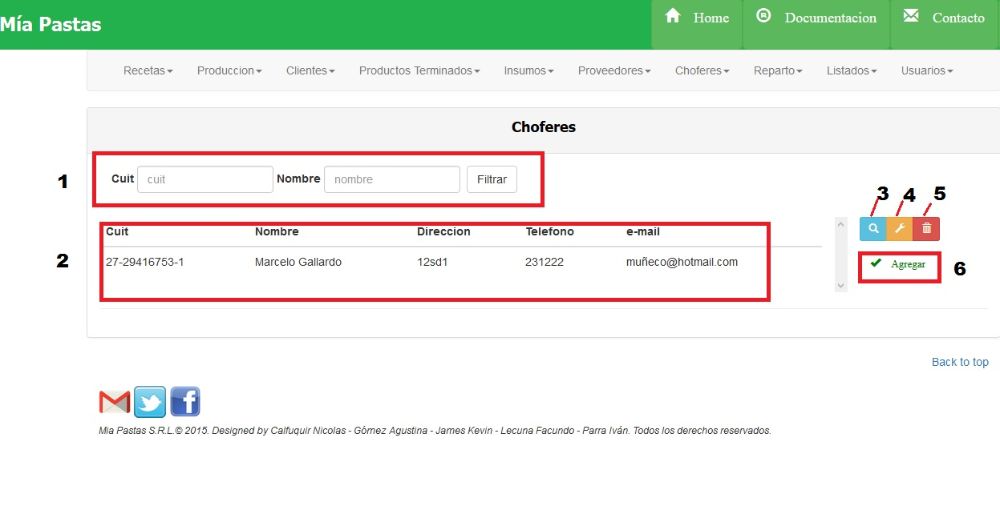 Mía Pastas Home Documentacion Contacto
Recetas Produccion Clientes Productos Terminados Insumos Proveedores Choferes Reparto Listados Usuarios
Choferes
1 Cuit cuit Nombre nombre Filtrar
3 4 5
2
Cuit Nombre Direccion Telefono e-mail
27-29416753-1 Marcelo Gallardo 12sd1 231222 muñeco@hotmail.com
Agregar 6
Back to top
Mia Pastas S.R.L.© 2015. Designed by Calfuquir Nicolas - Gómez Agustina - James Kevin - Lecuna Facundo - Parra Iván. Todos los derechos reservados.